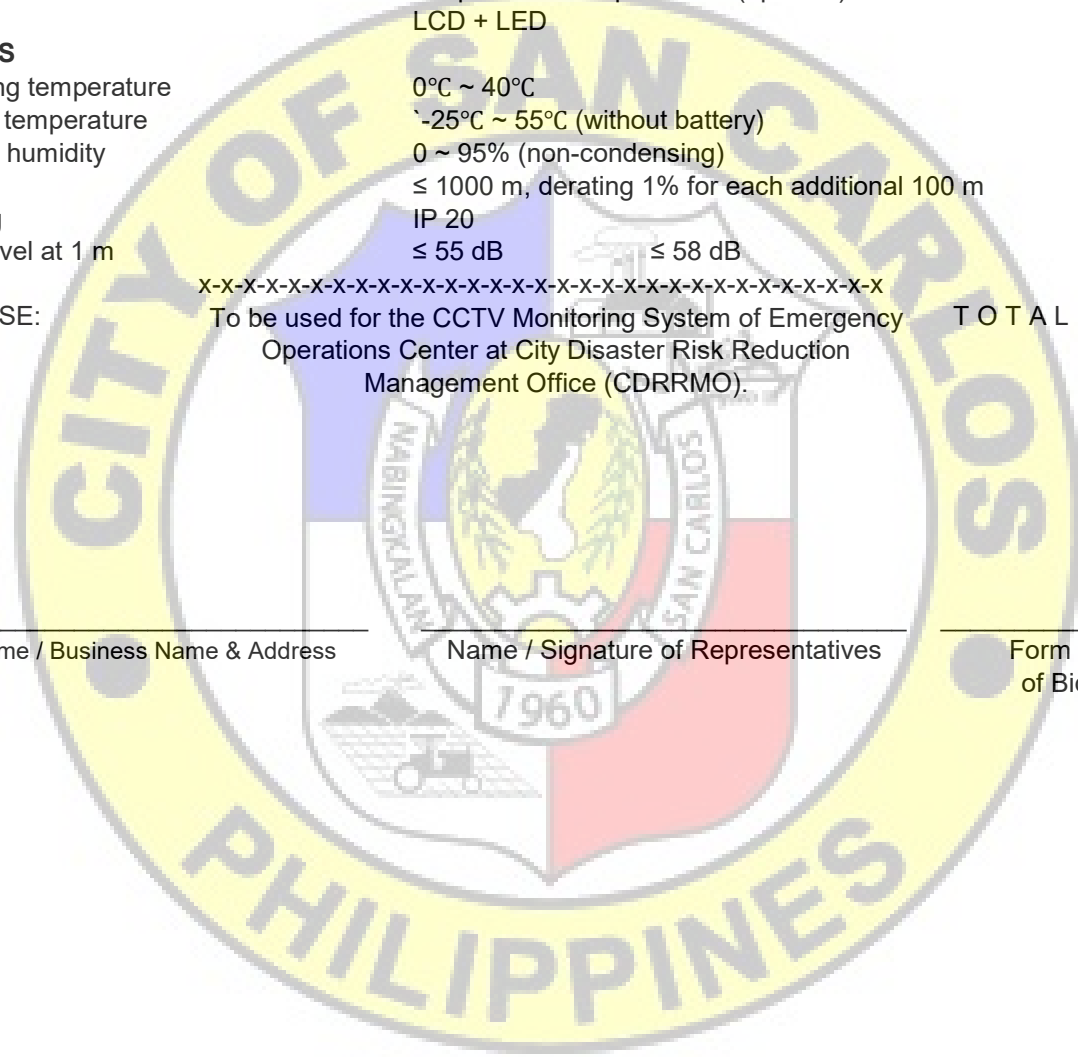 LCD + LED
S
ng temperature 0°C ~ 40°C
temperature `-25°C ~ 55°C (without battery)
humidity 0 ~ 95% (non-condensing)
≤ 1000 m, derating 1% for each additional 100 m
g IP 20
vel at 1 m ≤ 55 dB ≤ 58 dB
x-x-x-x-x-x-x-x-x-x-x-x-x-x-x-x-x-x-x-x-x-x-x-x-x-x-x-x-x-x-x
SE: To be used for the CCTV Monitoring System of Emergency T O T A L
Operations Center at City Disaster Risk Reduction
Management Office (CDRRMO).
me / Business Name & Address Name / Signature of Representatives Form
of Bid
CITY OF SAN CARLOS
NABINGKALAN SAN CARLOS
1960
PHILIPPINES